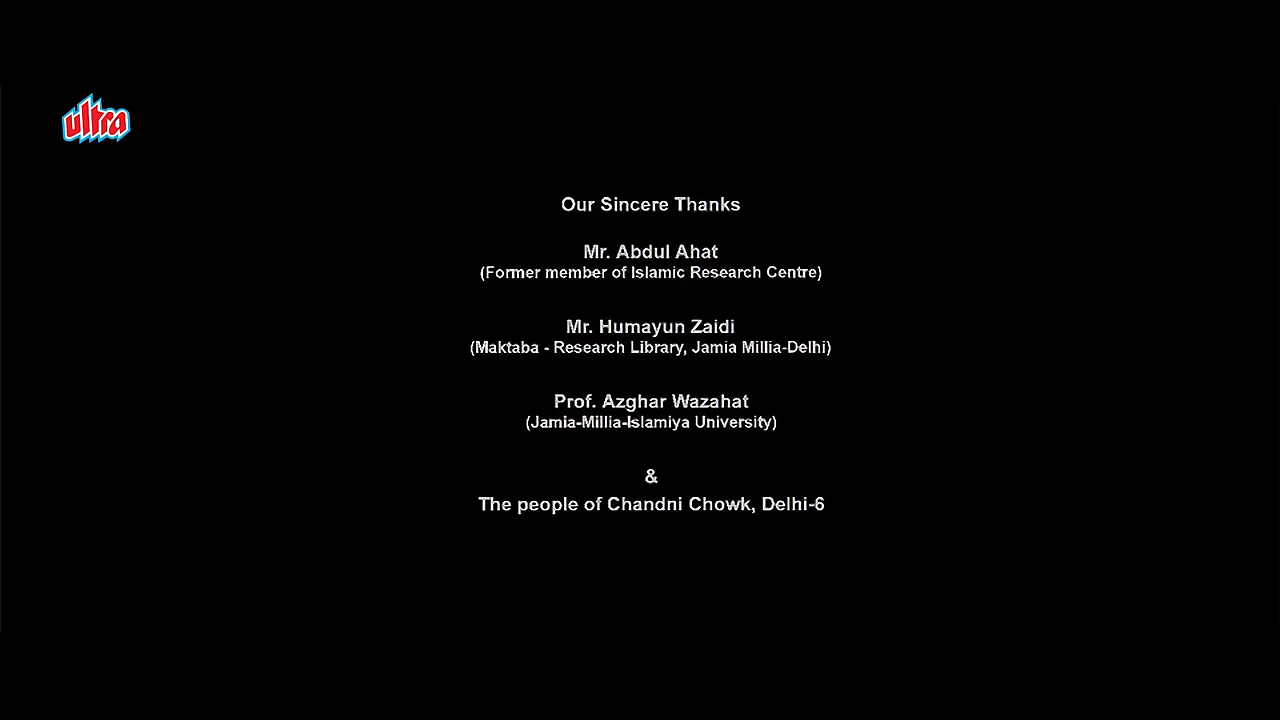 ultra
Our Sincere Thanks
Mr. Abdul Ahat
(Former member of Islamic Research Centre)
Mr. Humayun Zaidi
(Maktaba - Research Library, Jamia Millia-Delhi)
Prof. Azghar Wazahat
(Jamia-Millia-Islamiya University)
&
The people of Chandni Chowk, Delhi-6